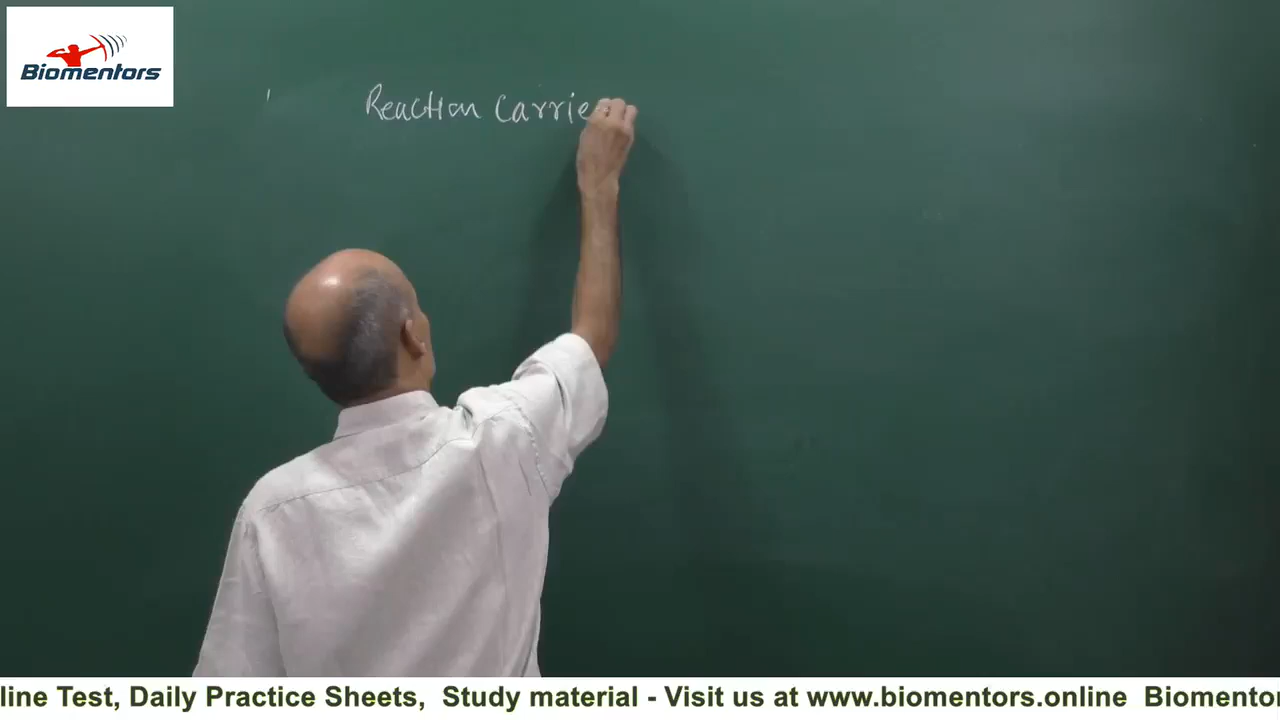 Biomentors
Reaction Carrie
line Test, Daily Practice Sheets, Study material - Visit us at www.biomentors.online Biomentor